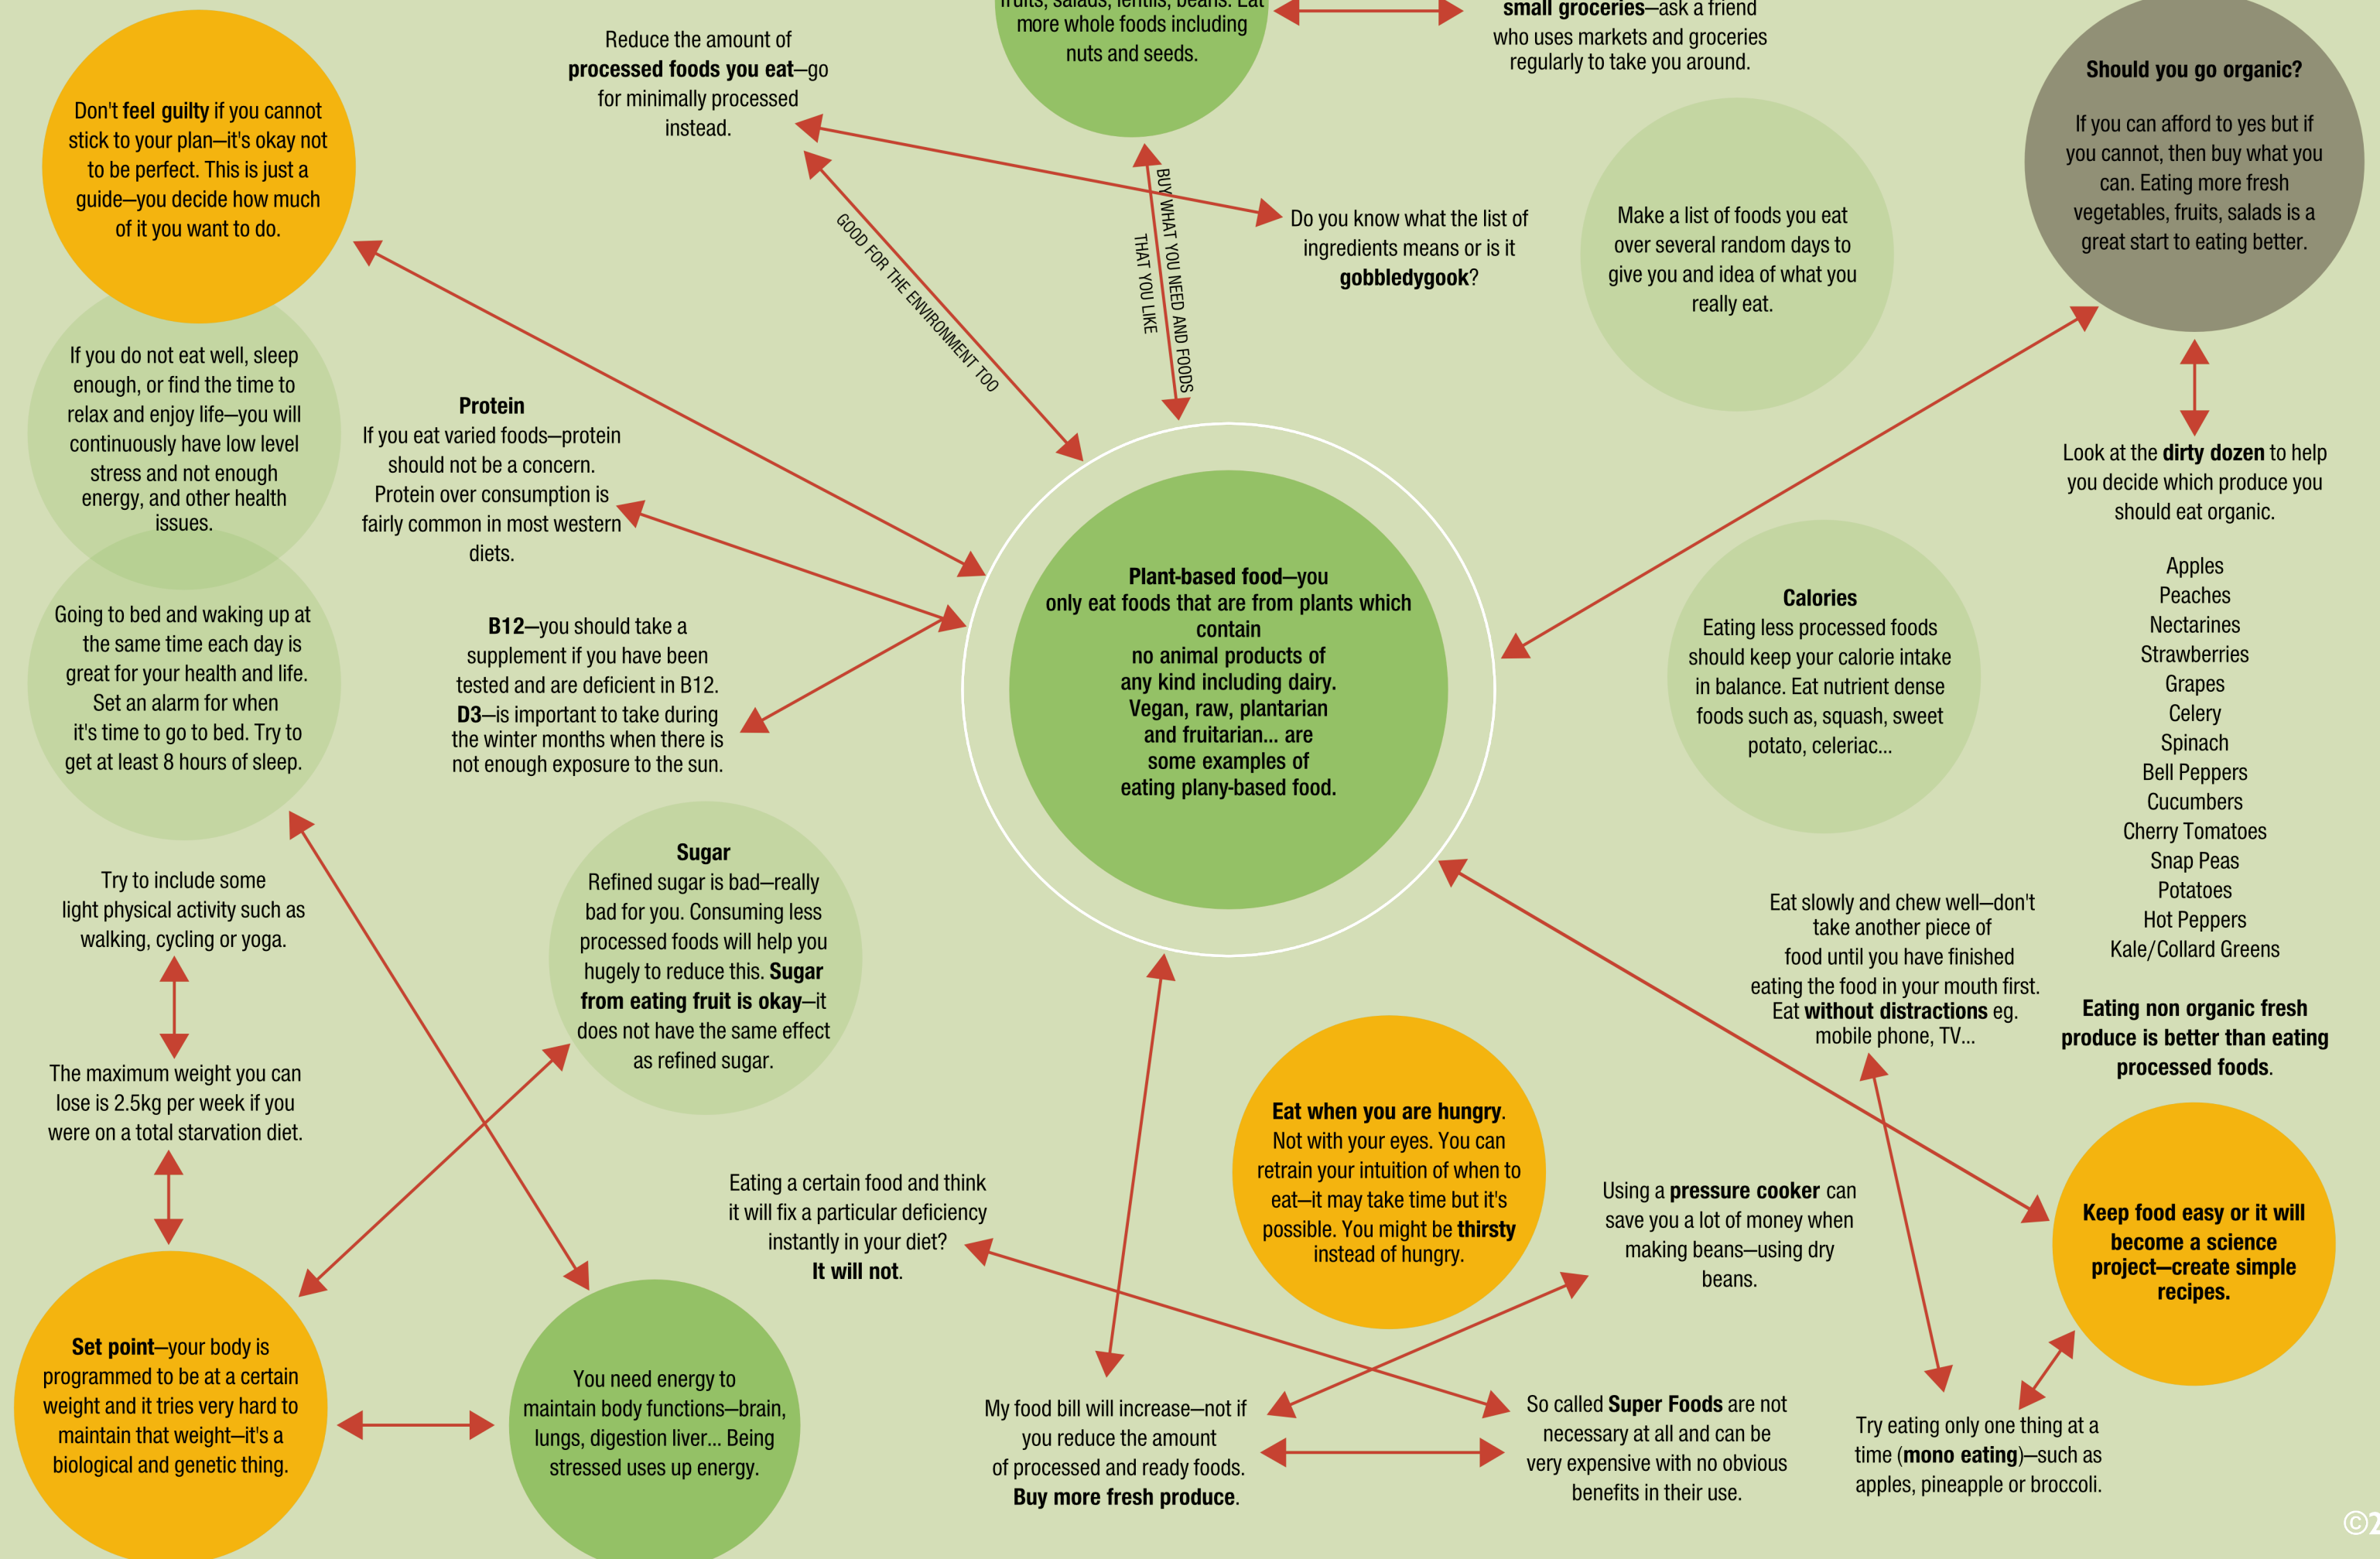 fruits, salads, lentils, beans. Eat
more whole foods including
nuts and seeds.
small groceries—ask a friend
who uses markets and groceries
regularly to take you around.
Reduce the amount of
processed foods you eat—go
for minimally processed
instead.
Should you go organic?
If you can afford to yes but if
you cannot, then buy what you
can. Eating more fresh
vegetables, fruits, salads is a
great start to eating better.
Don't feel guilty if you cannot
stick to your plan—it's okay not
to be perfect. This is just a
guide—you decide how much
of it you want to do.
GOOD FOR THE ENVIRONMENT TOO
BUY WHAT YOU NEED AND FOODS
THAT YOU LIKE
Do you know what the list of
ingredients means or is it
gobbledygook?
Make a list of foods you eat
over several random days to
give you and idea of what you
really eat.
If you do not eat well, sleep
enough, or find the time to
relax and enjoy life—you will
continuously have low level
stress and not enough
energy, and other health
issues.
Protein
If you eat varied foods—protein
should not be a concern.
Protein over consumption is
fairly common in most western
diets.
Look at the dirty dozen to help
you decide which produce you
should eat organic.
Apples
Peaches
Nectarines
Strawberries
Grapes
Celery
Spinach
Bell Peppers
Cucumbers
Cherry Tomatoes
Snap Peas
Potatoes
Hot Peppers
Kale/Collard Greens
Eating non organic fresh
produce is better than eating
processed foods.
Going to bed and waking up at
the same time each day is
great for your health and life.
Set an alarm for when
it's time to go to bed. Try to
get at least 8 hours of sleep.
B12—you should take a
supplement if you have been
tested and are deficient in B12.
D3—is important to take during
the winter months when there is
not enough exposure to the sun.
Plant-based food—you
only eat foods that are from plants which
contain
no animal products of
any kind including dairy.
Vegan, raw, plantarian
and fruitarian... are
some examples of
eating plany-based food.
Calories
Eating less processed foods
should keep your calorie intake
in balance. Eat nutrient dense
foods such as, squash, sweet
potato, celeriac...
Try to include some
light physical activity such as
walking, cycling or yoga.
Sugar
Refined sugar is bad—really
bad for you. Consuming less
processed foods will help you
hugely to reduce this. Sugar
from eating fruit is okay—it
does not have the same effect
as refined sugar.
Eat slowly and chew well—don't
take another piece of
food until you have finished
eating the food in your mouth first.
Eat without distractions eg.
mobile phone, TV...
The maximum weight you can
lose is 2.5kg per week if you
were on a total starvation diet.
Eat when you are hungry.
Not with your eyes. You can
retrain your intuition of when to
eat—it may take time but it's
possible. You might be thirsty
instead of hungry.
Eating a certain food and think
it will fix a particular deficiency
instantly in your diet?
It will not.
Using a pressure cooker can
save you a lot of money when
making beans—using dry
beans.
Keep food easy or it will
become a science
project—create simple
recipes.
Set point—your body is
programmed to be at a certain
weight and it tries very hard to
maintain that weight—it's a
biological and genetic thing.
You need energy to
maintain body functions—brain,
lungs, digestion liver... Being
stressed uses up energy.
My food bill will increase—not if
you reduce the amount
of processed and ready foods.
Buy more fresh produce.
So called Super Foods are not
necessary at all and can be
very expensive with no obvious
benefits in their use.
Try eating only one thing at a
time (mono eating)—such as
apples, pineapple or broccoli.
©2